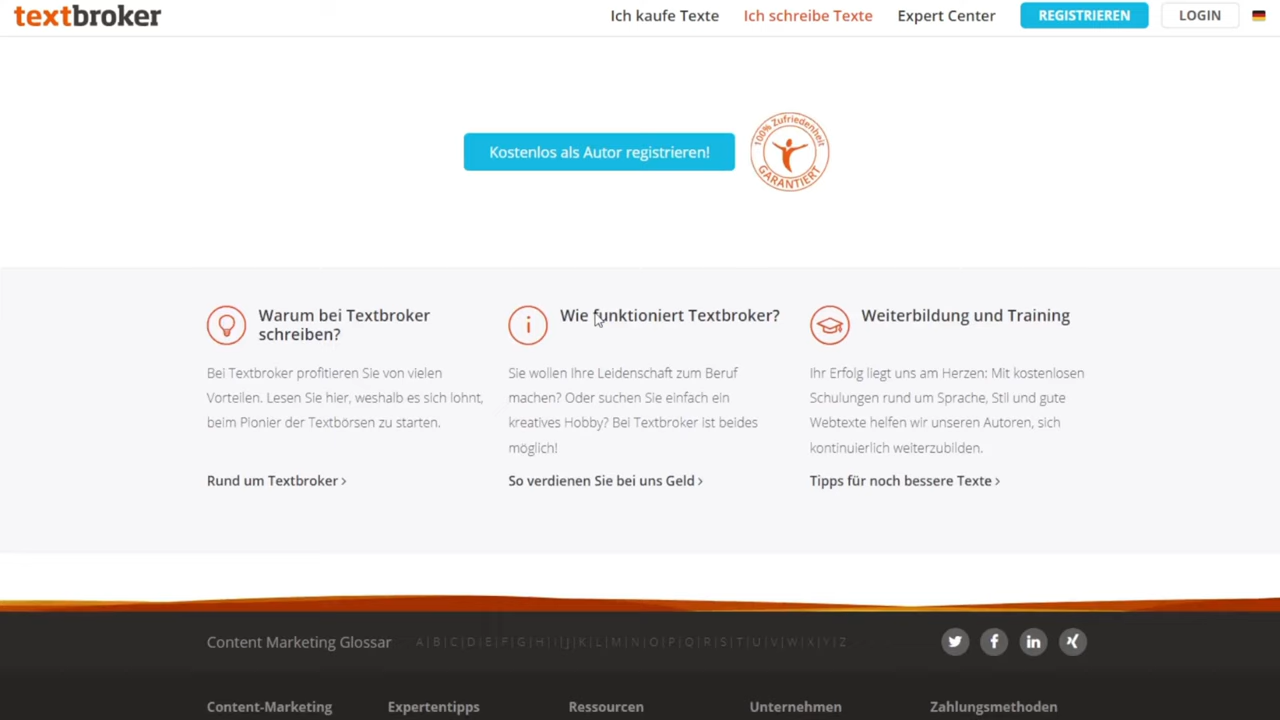 textbroker
Ich kaufe Texte
Ich schreibe Texte
Expert Center
REGISTRIEREN
LOGIN
Kostenlos als Autor registrieren!
100% Zufriedenheit
GARANTIERT
Warum bei Textbroker
schreiben?
Bei Textbroker profitieren Sie von vielen
Vorteilen. Lesen Sie hier, weshalb es sich lohnt,
beim Pionier der Textbörsen zu starten.
Rund um Textbroker >
i
Wie funktioniert Textbroker?
Sie wollen Ihre Leidenschaft zum Beruf
machen? Oder suchen Sie einfach ein
kreatives Hobby? Bei Textbroker ist beides
möglich!
So verdienen Sie bei uns Geld >
Weiterbildung und Training
Ihr Erfolg liegt uns am Herzen: Mit kostenlosen
Schulungen rund um Sprache, Stil und gute
Webtexte helfen wir unseren Autoren, sich
kontinuierlich weiterzubilden.
Tipps für noch bessere Texte >
Content Marketing Glossar
A | B | C | D | E | F | G | H | I | J | K | L | M | N | O | P | Q | R | S | T | U | V | W | X | Y | Z
Content-Marketing
Expertentipps
Ressourcen
Unternehmen
Zahlungsmethoden